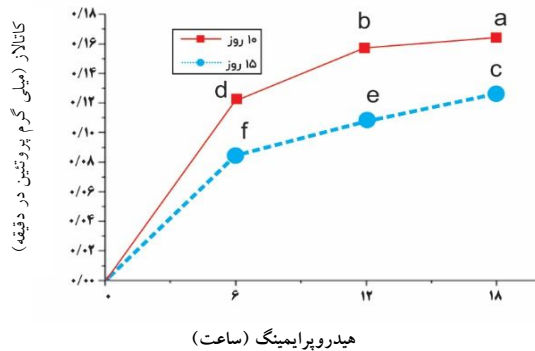 کاتالاز (میلی گرم پروتئین در دقیقه)
۰/۱۸
۰/۱۶
۰/۱۴
۰/۱۲
۰/۱۰
۰/۰۸
۰/۰۶
۰/۰۴
۰/۰۲
۰/۰۰
۱۰ روز
۱۵ روز
a
b
c
d
e
f
۰ ۶ ۱۲ ۱۸
هیدروپرایمینگ (ساعت)